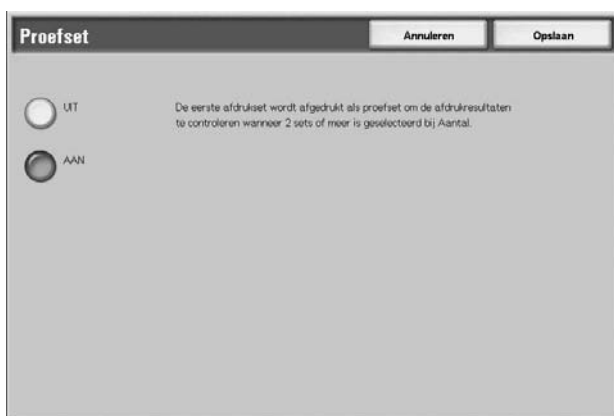 Proefset
Annuleren
Opslaan
UIT
De eerste afdrukset wordt afgedrukt als proefset om de afdrukresultaten
te controleren wanneer 2 sets of meer is geselecteerd bij Aantal.
AAN